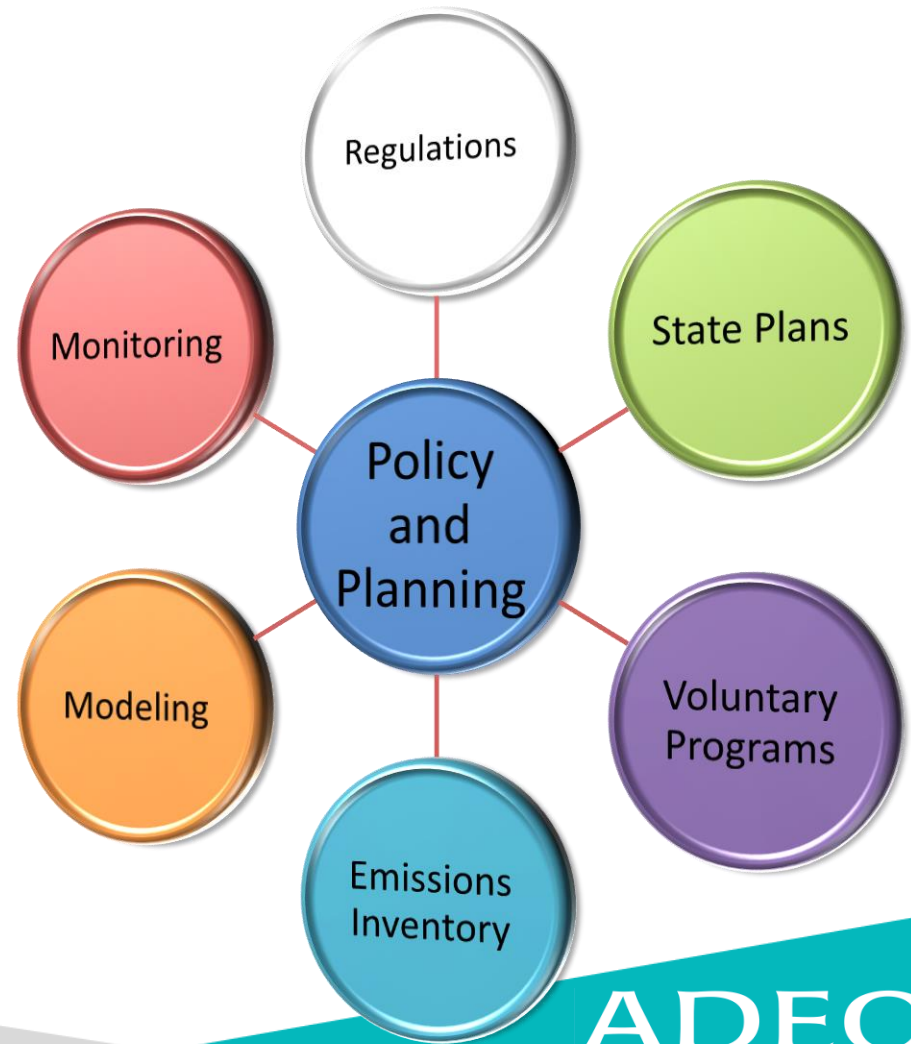 Regulations
Monitoring
State Plans
Policy
and
Planning
Modeling
Voluntary
Programs
Emissions
Inventory